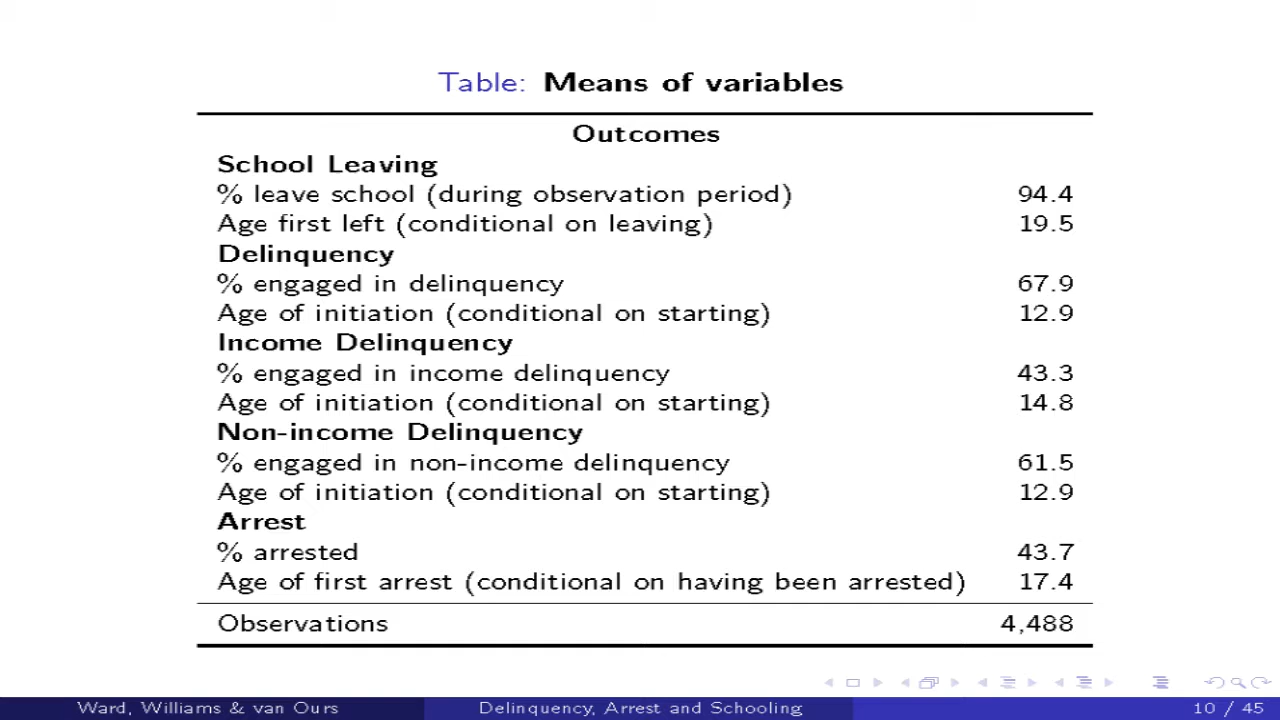 Table: Means of variables
Outcomes
School Leaving
% leave school (during observation period) 94.4
Age first left (conditional on leaving) 19.5
Delinquency
% engaged in delinquency 67.9
Age of initiation (conditional on starting) 12.9
Income Delinquency
% engaged in income delinquency 43.3
Age of initiation (conditional on starting) 14.8
Non-income Delinquency
% engaged in non-income delinquency 61.5
Age of initiation (conditional on starting) 12.9
Arrest
% arrested 43.7
Age of first arrest (conditional on having been arrested) 17.4
Observations 4,488
Ward, Williams & van Ours Delinquency, Arrest and Schooling 10 / 45